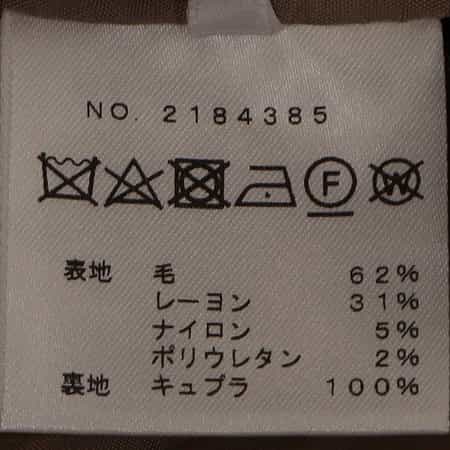 NO. 2184385
F W
表地 毛 62%
レーヨン 31%
ナイロン 5%
ポリウレタン 2%
裏地 キュプラ 100%